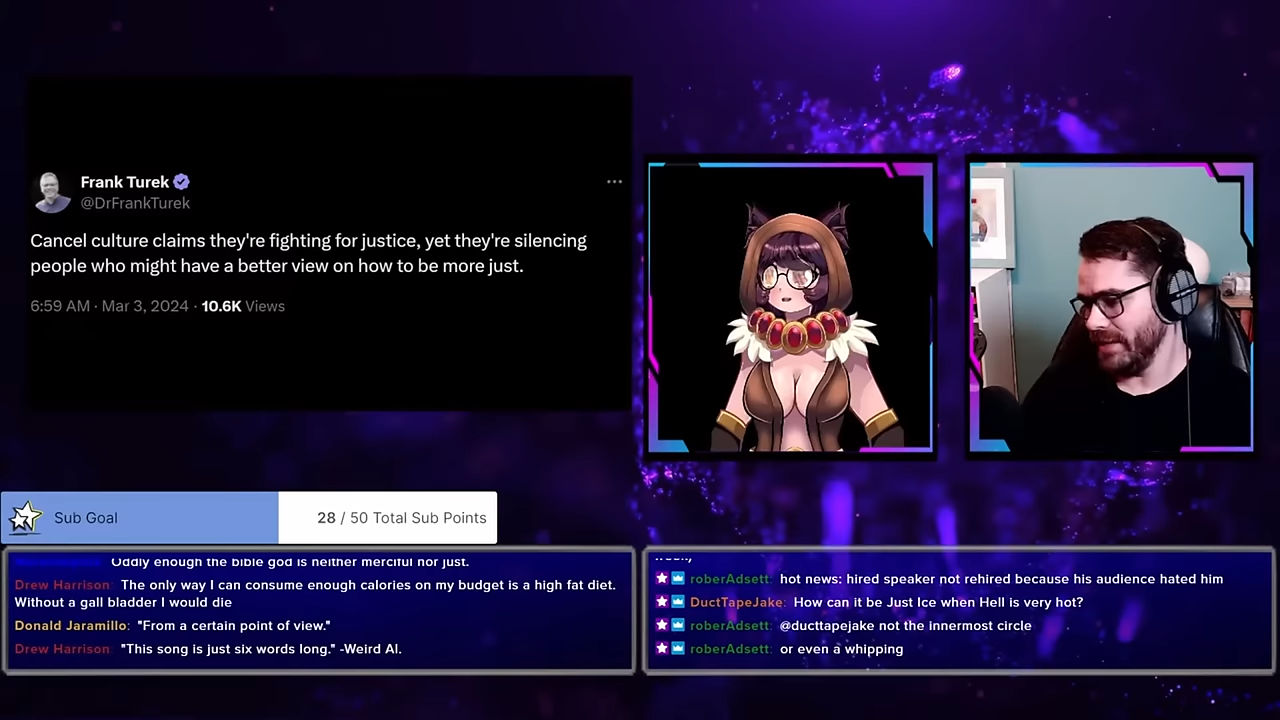 Frank Turek
@DrFrankTurek
Cancel culture claims they're fighting for justice, yet they're silencing
people who might have a better view on how to be more just.
6:59 AM · Mar 3, 2024 · 10.6K Views
Sub Goal
28 / 50 Total Sub Points
Oddly enough the bible god is neither merciful nor just.
Drew Harrison: The only way I can consume enough calories on my budget is a high fat diet.
Without a gall bladder I would die
Donald Jaramillo: "From a certain point of view."
Drew Harrison "This song is just six words long." -Weird Al.
roberAdsett: hot news: hired speaker not rehired because his audience hated him
DuctTapeJake: How can it be Just Ice when Hell is very hot?
roberAdsett: @ducttapejake not the innermost circle
roberAdsett: or even a whipping